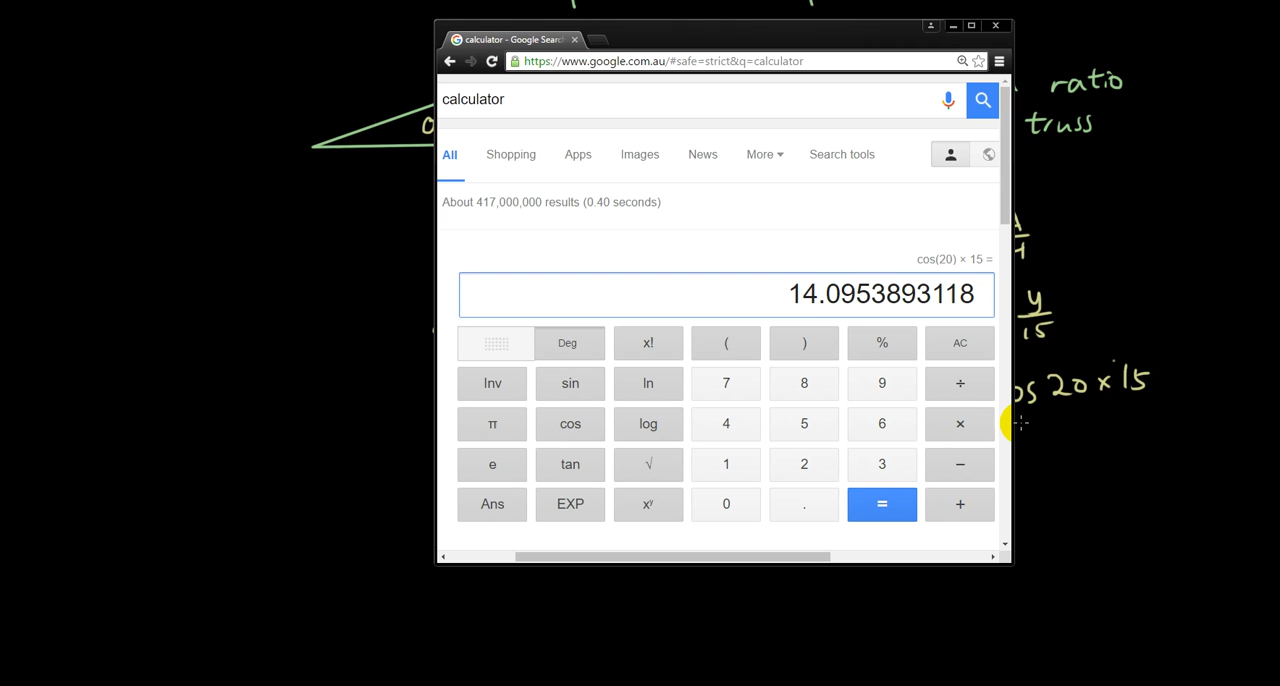 calculator - Google Searc
https://www.google.com.au/#safe=strict&q=calculator
ratio
calculator
truss
All Shopping Apps Images News More Search tools
About 417,000,000 results (0.40 seconds)
cos(20) × 15 =
14.0953893118
y
15
Deg x! ( ) % AC
Inv sin ln 7 8 9 ÷
20 × 15
π cos log 4 5 6 ×
e tan √ 1 2 3 −
Ans EXP xʸ 0 . = +